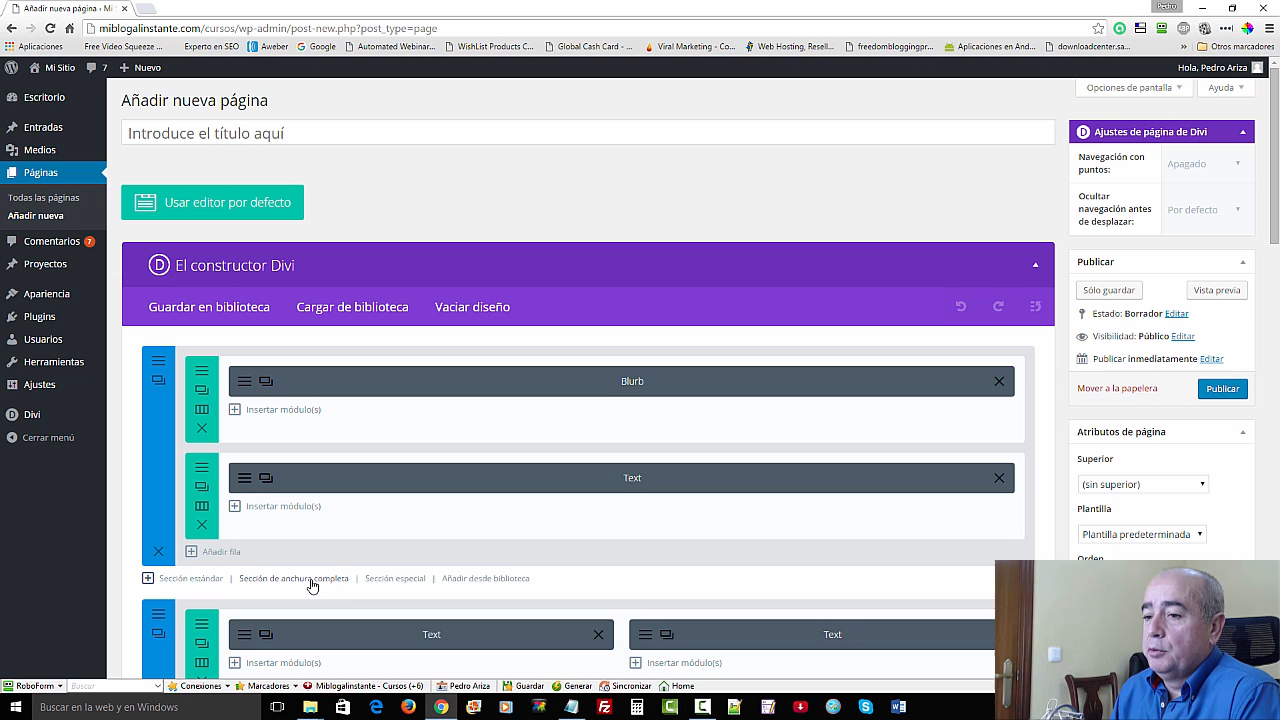 Añadir nueva página ‹ Mi S
Pedro
miblogalinstante.com/cursos/wp-admin/post-new.php?post_type=page
Aplicaciones Free Video Squeeze ... Experto en SEO Aweber Google Automated Webinar... WishList Products C... Global Cash Card - ... Viral Marketing - C... Web Hosting, Resell... freedombloggingpr... Aplicaciones en And... downloadcenter.sa... » Otros marcadores
Mi Sitio 7 + Nuevo Hola, Pedro Ariza
Escritorio
Entradas
Medios
Páginas
Todas las páginas
Añadir nueva
Comentarios 7
Proyectos
Apariencia
Plugins
Usuarios
Herramientas
Ajustes
Divi
Cerrar menú
Opciones de pantalla Ayuda
Añadir nueva página
Introduce el título aquí
Usar editor por defecto
El constructor Divi
Guardar en biblioteca Cargar de biblioteca Vaciar diseño
Blurb
Insertar módulo(s)
Text
Insertar módulo(s)
Añadir fila
Sección estándar | Sección de anchura completa | Sección especial | Añadir desde biblioteca
Text Text
Insertar módulo(s) Insertar módulo(s)
Ajustes de página de Divi
Navegación con puntos: Apagado
Ocultar navegación antes de desplazar: Por defecto
Publicar
Sólo guardar Vista previa
Estado: Borrador Editar
Visibilidad: Público Editar
Publicar inmediatamente Editar
Mover a la papelera Publicar
Atributos de página
Superior
(sin superior)
Plantilla
Plantilla predeterminada
Orden
RoboForm Buscar Conexiones Marcadores Miblogalinstante - Cursos (+6) Pedro Ariza Guardar Generar Sincronizar Home
Buscar en la web y en Windows